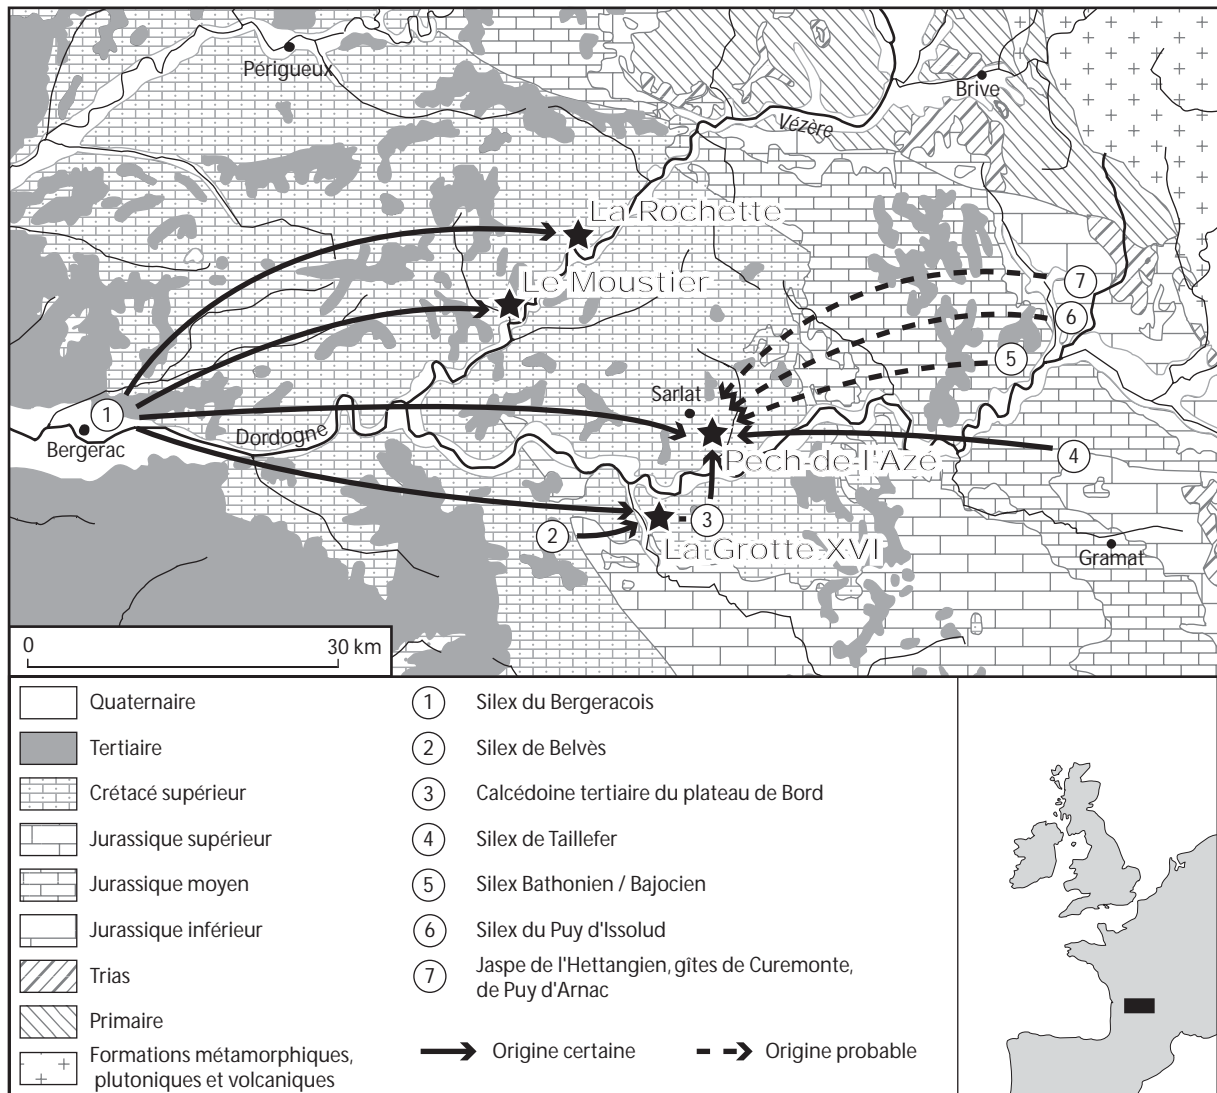 Périgueux
Brive
Vézère
La Rochette
Le Moustier
7
6
5
Sarlat
1
Bergerac
Dordogne
Pech-de-l'Azé
4
3
2
La Grotte XVI
Gramat
0 30 km
Quaternaire
Tertiaire
Crétacé supérieur
Jurassique supérieur
Jurassique moyen
Jurassique inférieur
Trias
Primaire
Formations métamorphiques,
plutoniques et volcaniques
1 Silex du Bergeracois
2 Silex de Belvès
3 Calcédoine tertiaire du plateau de Bord
4 Silex de Taillefer
5 Silex Bathonien / Bajocien
6 Silex du Puy d'Issolud
7 Jaspe de l'Hettangien, gîtes de Curemonte,
de Puy d'Arnac
Origine certaine
Origine probable